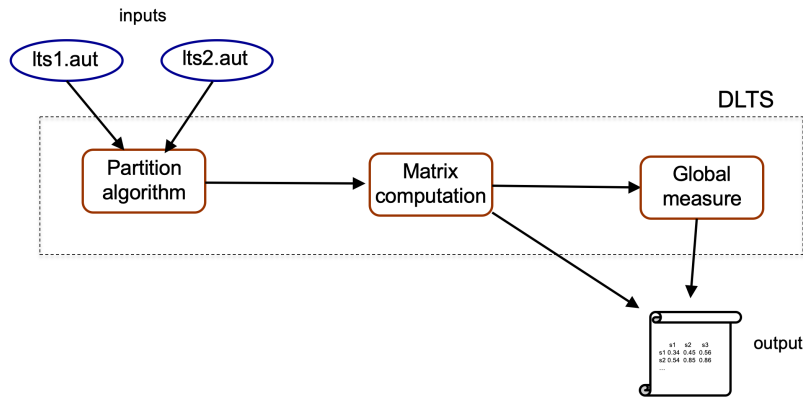 inputs
lts1.aut
lts2.aut
DLTS
Partition
algorithm
Matrix
computation
Global
measure
output
s1 s2 s3
s1 0.34 0.45 0.56
s2 0.54 0.85 0.86
....